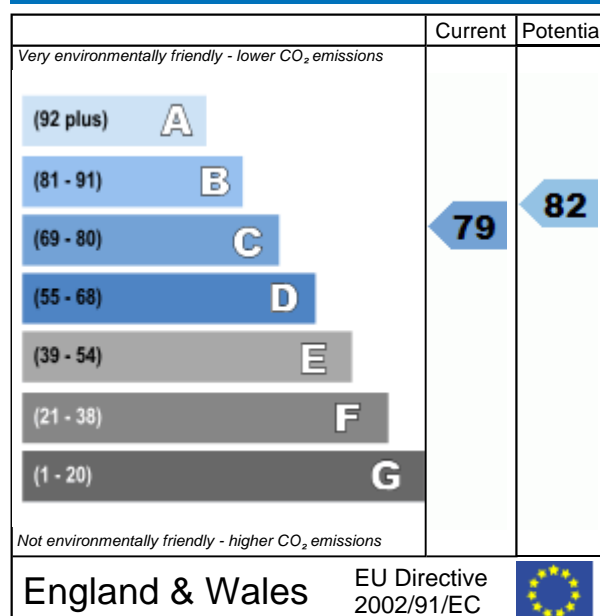 Current Potentia
Very environmentally friendly - lower CO₂ emissions
(92 plus) A
(81 - 91) B
(69 - 80) C
(55 - 68) D
(39 - 54) E
(21 - 38) F
(1 - 20) G
79
82
Not environmentally friendly - higher CO₂ emissions
England & Wales
EU Directive
2002/91/EC